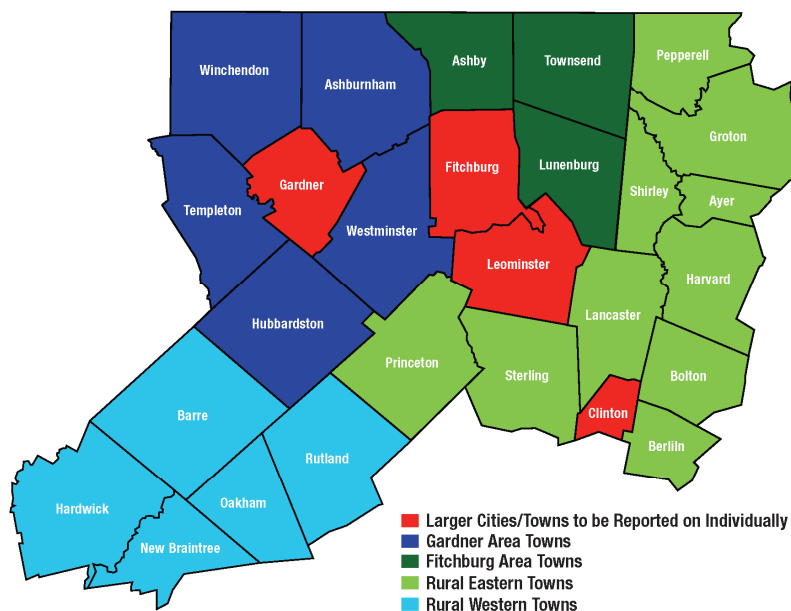 Winchendon
Ashburnham
Ashby
Townsend
Pepperell
Groton
Gardner
Fitchburg
Lunenburg
Shirley
Ayer
Templeton
Westminster
Leominster
Harvard
Hubbardston
Lancaster
Princeton
Sterling
Bolton
Barre
Clinton
Berliln
Rutland
Hardwick
Oakham
New Braintree
Larger Cities/Towns to be Reported on Individually
Gardner Area Towns
Fitchburg Area Towns
Rural Eastern Towns
Rural Western Towns